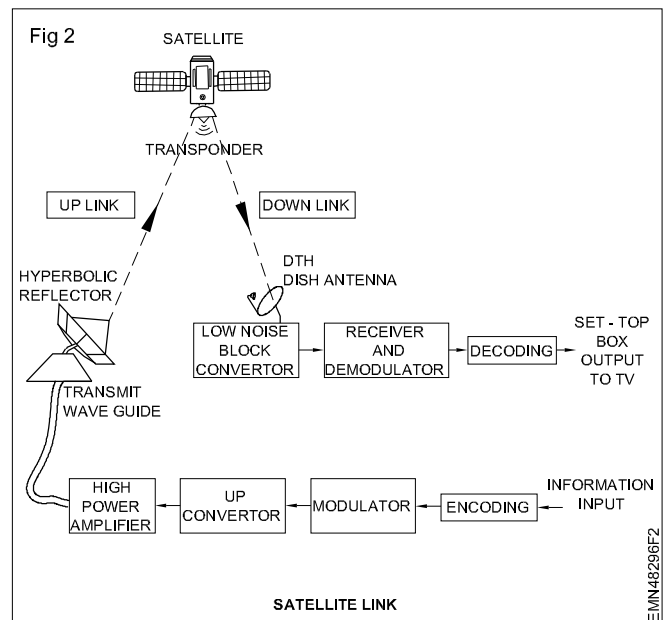 Fig 2
SATELLITE
TRANSPONDER
UP LINK
DOWN LINK
HYPERBOLIC
REFLECTOR
DTH
DISH ANTENNA
LOW NOISE
BLOCK
CONVERTOR
RECEIVER
AND
DEMODULATOR
DECODING
SET - TOP
BOX
OUTPUT
TO TV
TRANSMIT
WAVE GUIDE
HIGH
POWER
AMPLIFIER
UP
CONVERTOR
MODULATOR
ENCODING
INFORMATION
INPUT
SATELLITE LINK
EMN48296F2